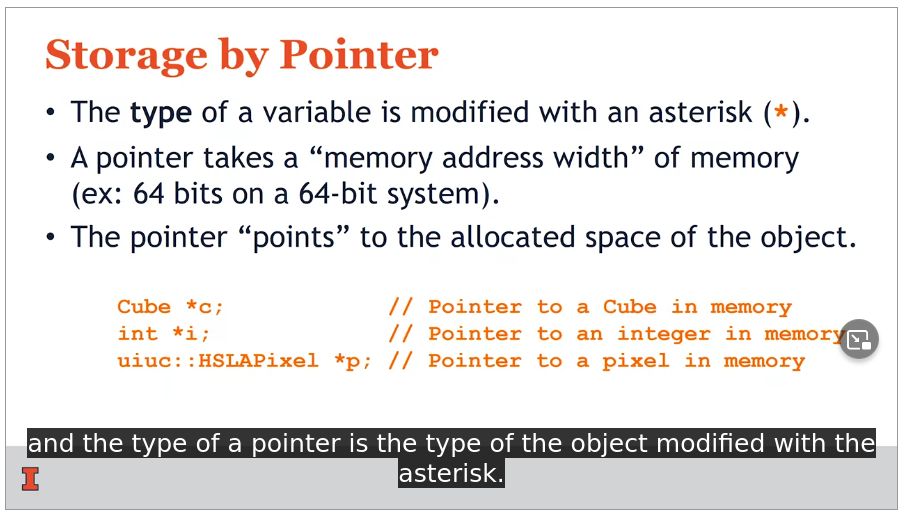 Storage by Pointer
• The type of a variable is modified with an asterisk (*).
• A pointer takes a “memory address width” of memory
(ex: 64 bits on a 64-bit system).
• The pointer “points” to the allocated space of the object.
Cube *c; // Pointer to a Cube in memory
int *i; // Pointer to an integer in memory
uiuc::HSLAPixel *p; // Pointer to a pixel in memory
and the type of a pointer is the type of the object modified with the
asterisk.
I